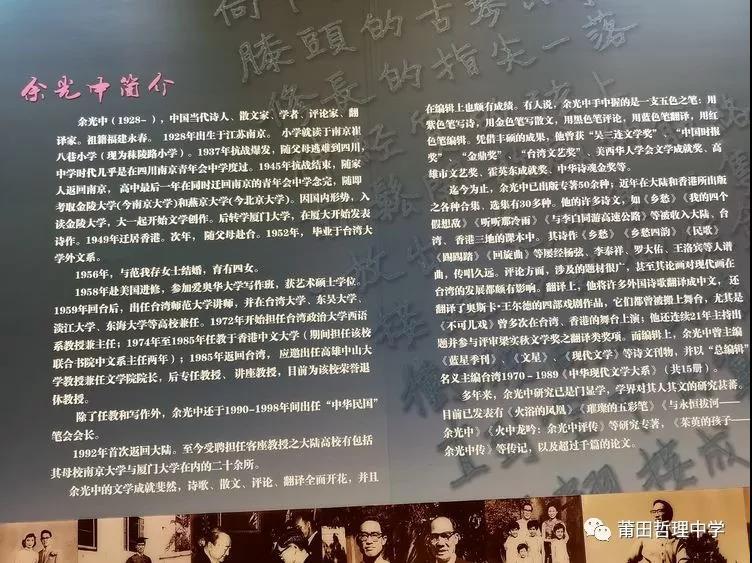 膝頭的古琴
修長的指尖一落
余光中简介
余光中（1928－），中国当代诗人、散文家、学者、评论家、翻
译家。祖籍福建永春。 1928年出生于江苏南京。 小学就读于南京崔
八巷小学（现为秣陵路小学）。1937年抗战爆发，随父母逃难到四川，
中学时代几乎是在四川南京青年会中学度过。1945年抗战结束，随家
人返回南京， 高中最后一年在同时迁回南京的青年会中学念完，随即
考取金陵大学(今南京大学）和燕京大学(今北京大学）。因国内形势，入
读金陵大学，大一起开始文学创作。后转学厦门大学，在厦大开始发表
诗作。1949年迁居香港。次年， 随父母赴台。1952年， 毕业于台湾大
学外文系。
1956年，与范我存女士结婚，育有四女。
1958年赴美国进修，参加爱奥华大学写作班，获艺术硕士学位。
1959年回台后，出任台湾师范大学讲师，并在台湾大学、东吴大学、
淡江大学、东海大学等高校兼任。1972年开始担任台湾政治大学西语
系教授兼主任；1974年至1985年任教于香港中文大学（期间担任该校
联合书院中文系主任两年）；1985年返回台湾， 应邀出任高雄中山大
学教授兼任文学院院长，后专任教授、 讲座教授，目前为该校荣誉退
休教授。
除了任教和写作外，余光中还于1990-1998年间出任“中华民国”
笔会会长。
1992年首次返回大陆。至今受聘担任客座教授之大陆高校有包括
其母校南京大学与厦门大学在内的二十余所。
余光中的文学成就斐然，诗歌、散文、评论、翻译全面开花，并且
在编辑上也颇有成绩。有人说，余光中手中握的是一支五色之笔：用
紫色笔写诗，用金色笔写散文，用黑色笔评论，用蓝色笔翻译，用红
色笔编辑。凭借丰硕的成果，他曾获“吴三连文学奖”、“中国时报
奖”、“金鼎奖”、“台湾文艺奖”、美西华人学会文学成就奖、高
雄市文艺奖、霍英东成就奖、中华诗魂金奖等。
迄今为止，余光中已出版专著50余种；近年在大陆和香港所出版
之各种合集、选集有30多种。他的许多诗文，如《乡愁》《我的四个
假想敌》《听听那冷雨》《与李白同游高速公路》等被收入大陆、台
湾、香港三地的课本中。其诗作《乡愁》《乡愁四韵》《民歌》
《踢踢踏》《回旋曲》等屡经杨弦、李泰祥、罗大佑、王洛宾等人谱
曲，传唱久远。评论方面，涉及的题材很广，甚至其论画对现代画在
台湾的发展都颇有影响。翻译上，他将许多外国诗歌翻译成中文，还
翻译了奥斯卡·王尔德的四部戏剧作品，它们都曾被搬上舞台，尤其是
《不可儿戏》曾多次在台湾、香港的舞台上演；他还连续21年主持出
题并参与评审梁实秋文学奖之翻译类奖项。而编辑上，余光中曾主编
《蓝星季刊》、《文星》、《现代文学》等诗文刊物，并以“总编辑”
名义主编台湾1970－1989《中华现代文学大系》（共15册）。
多年来，余光中研究已是门显学，学界对其人其文的研究甚蕃。
目前已发表有《火浴的凤凰》《璀璨的五彩笔》《与永恒拔河——
余光中》《火中龙吟：余光中评传》等研究专著，《茱萸的孩子——
余光中传》等传记，以及超过千篇的论文。
莆田哲理中学